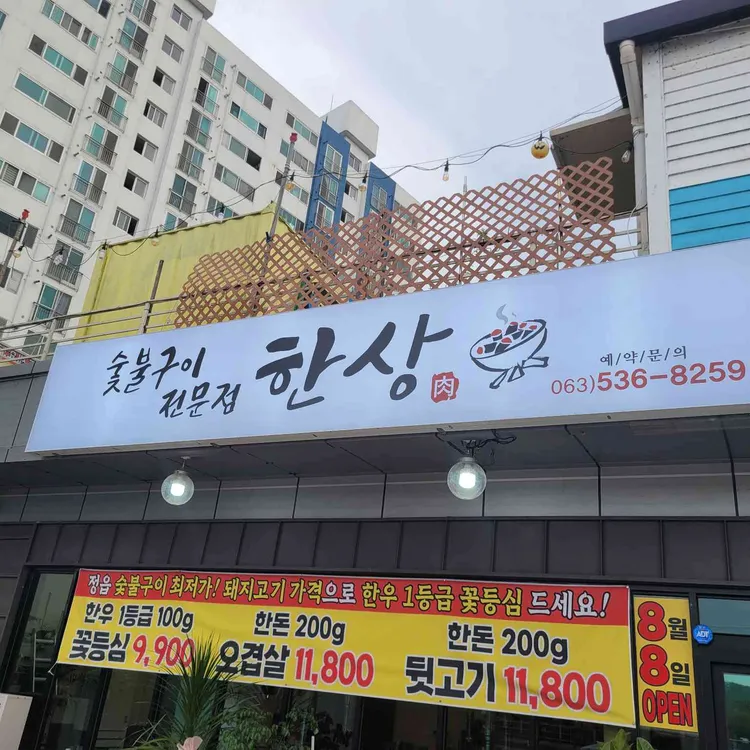 숯불구이
전문점
한상
肉
예/약/문/의
063)536-8259
정읍 숯불구이 최저가! 돼지고기 가격으로 한우 1등급 꽃등심 드세요!
한우 1등급 100g
꽃등심 9,900
한돈 200g
오겹살 11,800
한돈 200g
뒷고기 11,800
8월
8일
OPEN
ADT